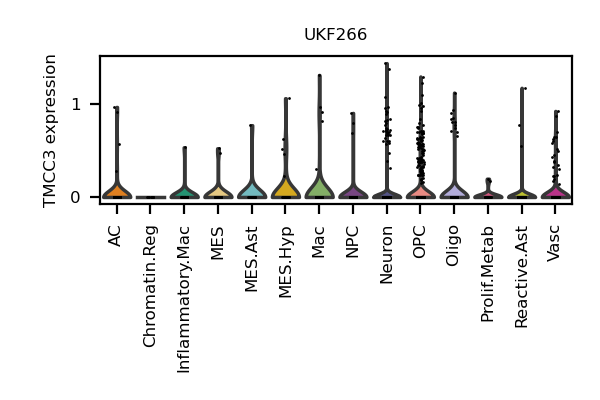 UKF266
TMCC3 expression
1
0
AC
Chromatin.Reg
Inflammatory.Mac
MES
MES.Ast
MES.Hyp
Mac
NPC
Neuron
OPC
Oligo
Prolif.Metab
Reactive.Ast
Vasc